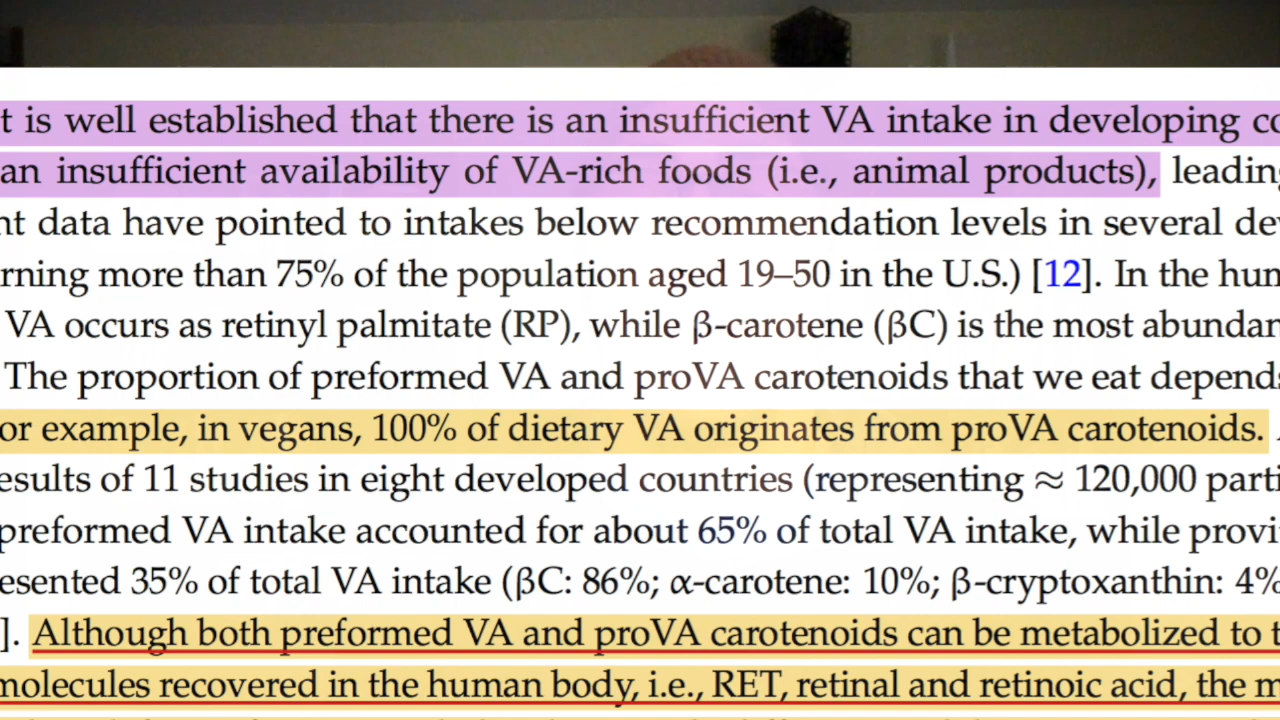 t is well established that there is an insufficient VA intake in developing co
an insufficient availability of VA-rich foods (i.e., animal products), leading
nt data have pointed to intakes below recommendation levels in several dev
rning more than 75% of the population aged 19–50 in the U.S.) [12]. In the hum
VA occurs as retinyl palmitate (RP), while β-carotene (βC) is the most abundan
The proportion of preformed VA and proVA carotenoids that we eat depends
or example, in vegans, 100% of dietary VA originates from proVA carotenoids.
esults of 11 studies in eight developed countries (representing ≈ 120,000 parti
preformed VA intake accounted for about 65% of total VA intake, while provi
esented 35% of total VA intake (βC: 86%; α-carotene: 10%; β-cryptoxanthin: 4%
]. Although both preformed VA and proVA carotenoids can be metabolized to t
molecules recovered in the human body, i.e., RET, retinal and retinoic acid, the m